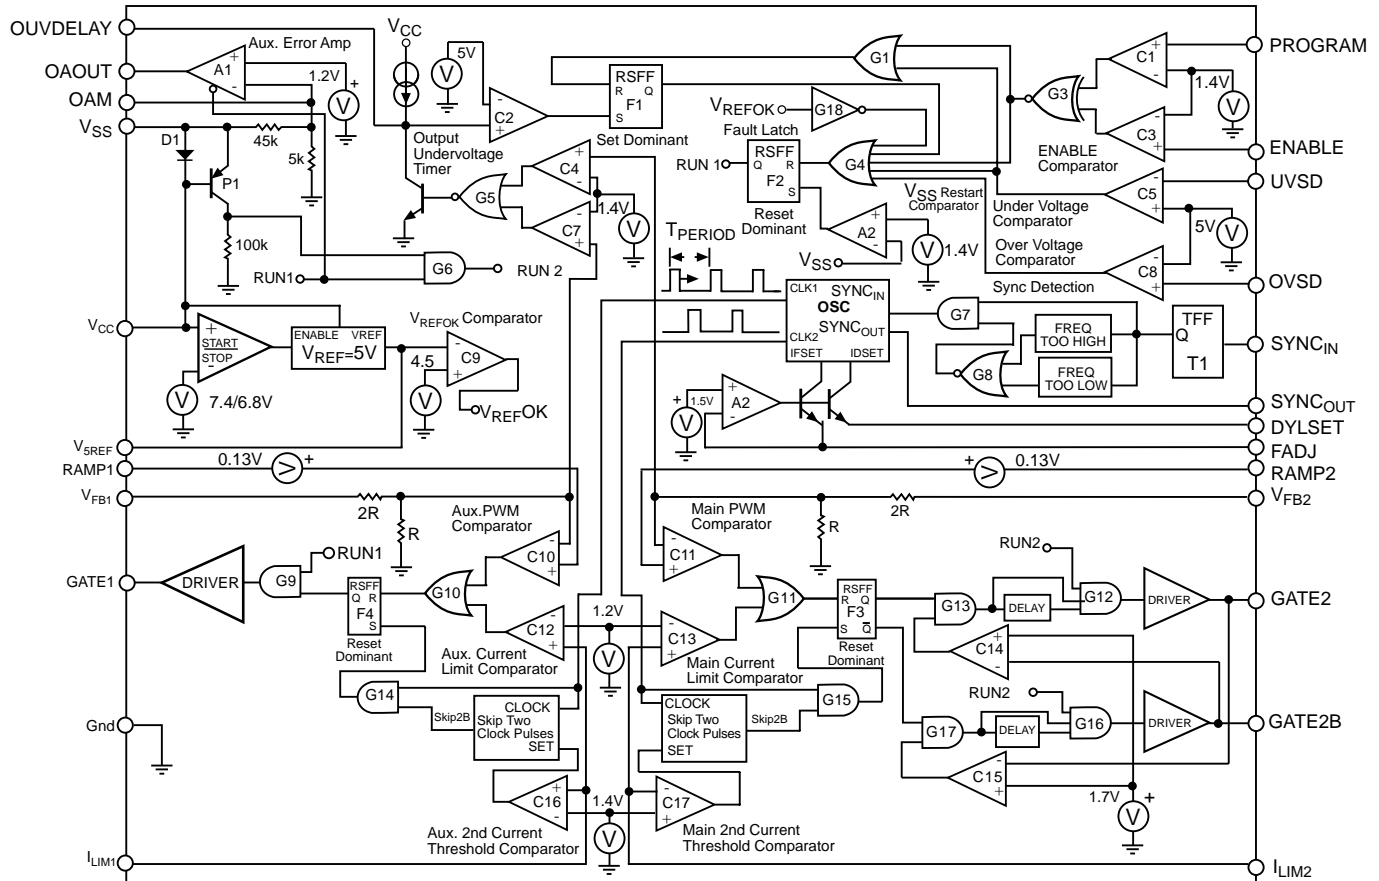 OUVDELAY
OAOUT
OAM
VSS
VCC
V5REF
RAMP1
VFB1
GATE1
Gnd
ILIM1
PROGRAM
ENABLE
UVSD
OVSD
SYNCIN
SYNCOUT
DYLSET
FADJ
RAMP2
VFB2
GATE2
GATE2B
ILIM2
Aux. Error Amp
A1
+
-
1.2V
+
V
VCC
5V
V
C2
-
+
RSFF
R Q
F1
S
Set Dominant
G1
C1
+
-
1.4V
V
G3
C3
-
+
ENABLE
Comparator
VREFOK
G18
Fault Latch
RUN 1
RSFF
Q R
F2
S
Reset
Dominant
G4
VSS Restart
Comparator
A2
+
-
V
1.4V
VSS
C5
-
+
Under Voltage
Comparator
5V
V
Over Voltage
Comparator
C8
-
+
Sync Detection
D1
P1
45k
5k
100k
Output
Undervoltage
Timer
G5
C4
+
-
C7
-
+
1.4V
V
G6
RUN1
RUN 2
TPERIOD
CLK1
SYNCIN
OSC
SYNCOUT
CLK2
IFSET
IDSET
G7
G8
FREQ
TOO HIGH
FREQ
TOO LOW
TFF
Q
T1
+
START
STOP
-
V
7.4/6.8V
ENABLE
VREF
VREF=5V
VREFOK Comparator
C9
-
+
4.5
V
VREFOK
A2
+
-
+
1.5V
V
0.13V
V
+
+
V
0.13V
2R
R
Aux.PWM
Comparator
Main PWM
Comparator
R
2R
DRIVER
G9
RUN1
RSFF
Q R
F4
S
Reset
Dominant
G10
C10
-
+
C12
-
+
Aux. Current
Limit Comparator
1.2V
V
C11
-
+
C13
-
+
Main Current
Limit Comparator
G11
RSFF
R Q
F3
S Q
Reset
Dominant
G13
DELAY
RUN2
G12
DRIVER
C14
+
-
G14
Skip2B
CLOCK
Skip Two
Clock Pulses
SET
CLOCK
Skip Two
Clock Pulses
SET
Skip2B
G15
G17
DELAY
RUN2
G16
DRIVER
C15
-
+
1.7V
+
V
C16
+
-
Aux. 2nd Current
Threshold Comparator
1.4V
V
C17
-
+
Main 2nd Current
Threshold Comparator